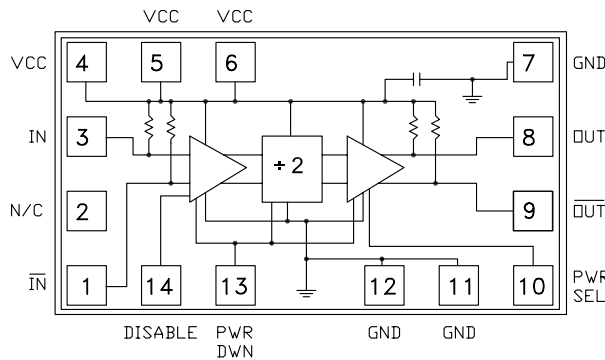 VCC VCC
VCC 4 5 6 7 GND
IN 3 8 OUT
÷2
N/C 2 9 OUT
IN 1 14 13 12 11 10 PWR
SEL
DISABLE PWR GND GND
DWN